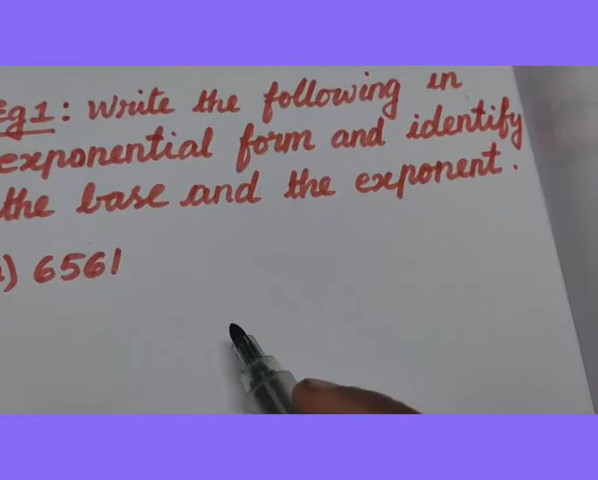 Eg1: Write the following in
exponential form and identify
the base and the exponent.
) 6561